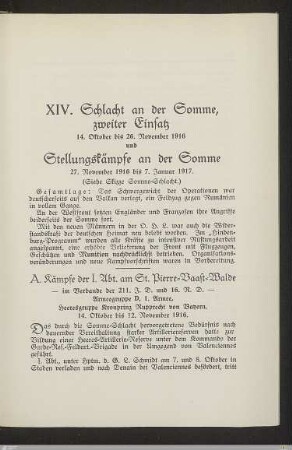 XIV. Schlacht an der Somme,
zweiter Einsatz
14. Oktober bis 26. November 1916
und
Stellungskämpfe an der Somme
27. November 1916 bis 7. Januar 1917.
(Siehe Skizze Somme-Schlacht.)
Gesamtlage: Das Schwergewicht der Operationen war
deutscherseits auf den Balkan verlegt, ein Feldzug gegen Rumänien
in vollem Gange.
An der Westfront setzten Engländer und Franzosen ihre Angriffe
beiderseits der Somme fort.
Mit den neuen Männern in der O. H. L. war auch die Wider-
standskraft der deutschen Heimat neu belebt worden. Im „Hinden-
burg-Programm" wurden alle Kräfte zu intensiver Rüstungsarbeit
angespannt, eine erhöhte Belieferung der Front mit Fluggeräten,
Geschützen und Munition nachdrücklich betrieben. Organisations-
veränderungen und neue Kampfvorschriften waren in Vorbereitung.
A. Kämpfe der I. Abt. am St. Pierre-Vaast-Walde
— im Verbande der 211. J. D. und 16. R. D. —
Armeegruppe D, 1. Armee,
Heeresgruppe Kronprinz Rupprecht von Bayern.
14. Oktober bis 12. November 1916.
Das durch die Somme-Schlacht hervorgetretene Bedürfnis nach
dauernder Bereithaltung starker Artilleriereserven hatte zur
Bildung einer Heeres-Artillerie-Reserve unter dem Kommando der
Garde-Res.-Feldart.-Brigade in der Umgegend von Valenciennes
geführt.
I. Abt., unter Hptm. d. G. L. Schmidt am 7. und 8. Oktober in
Staden verladen und nach Denain bei Valenciennes befördert, tritt